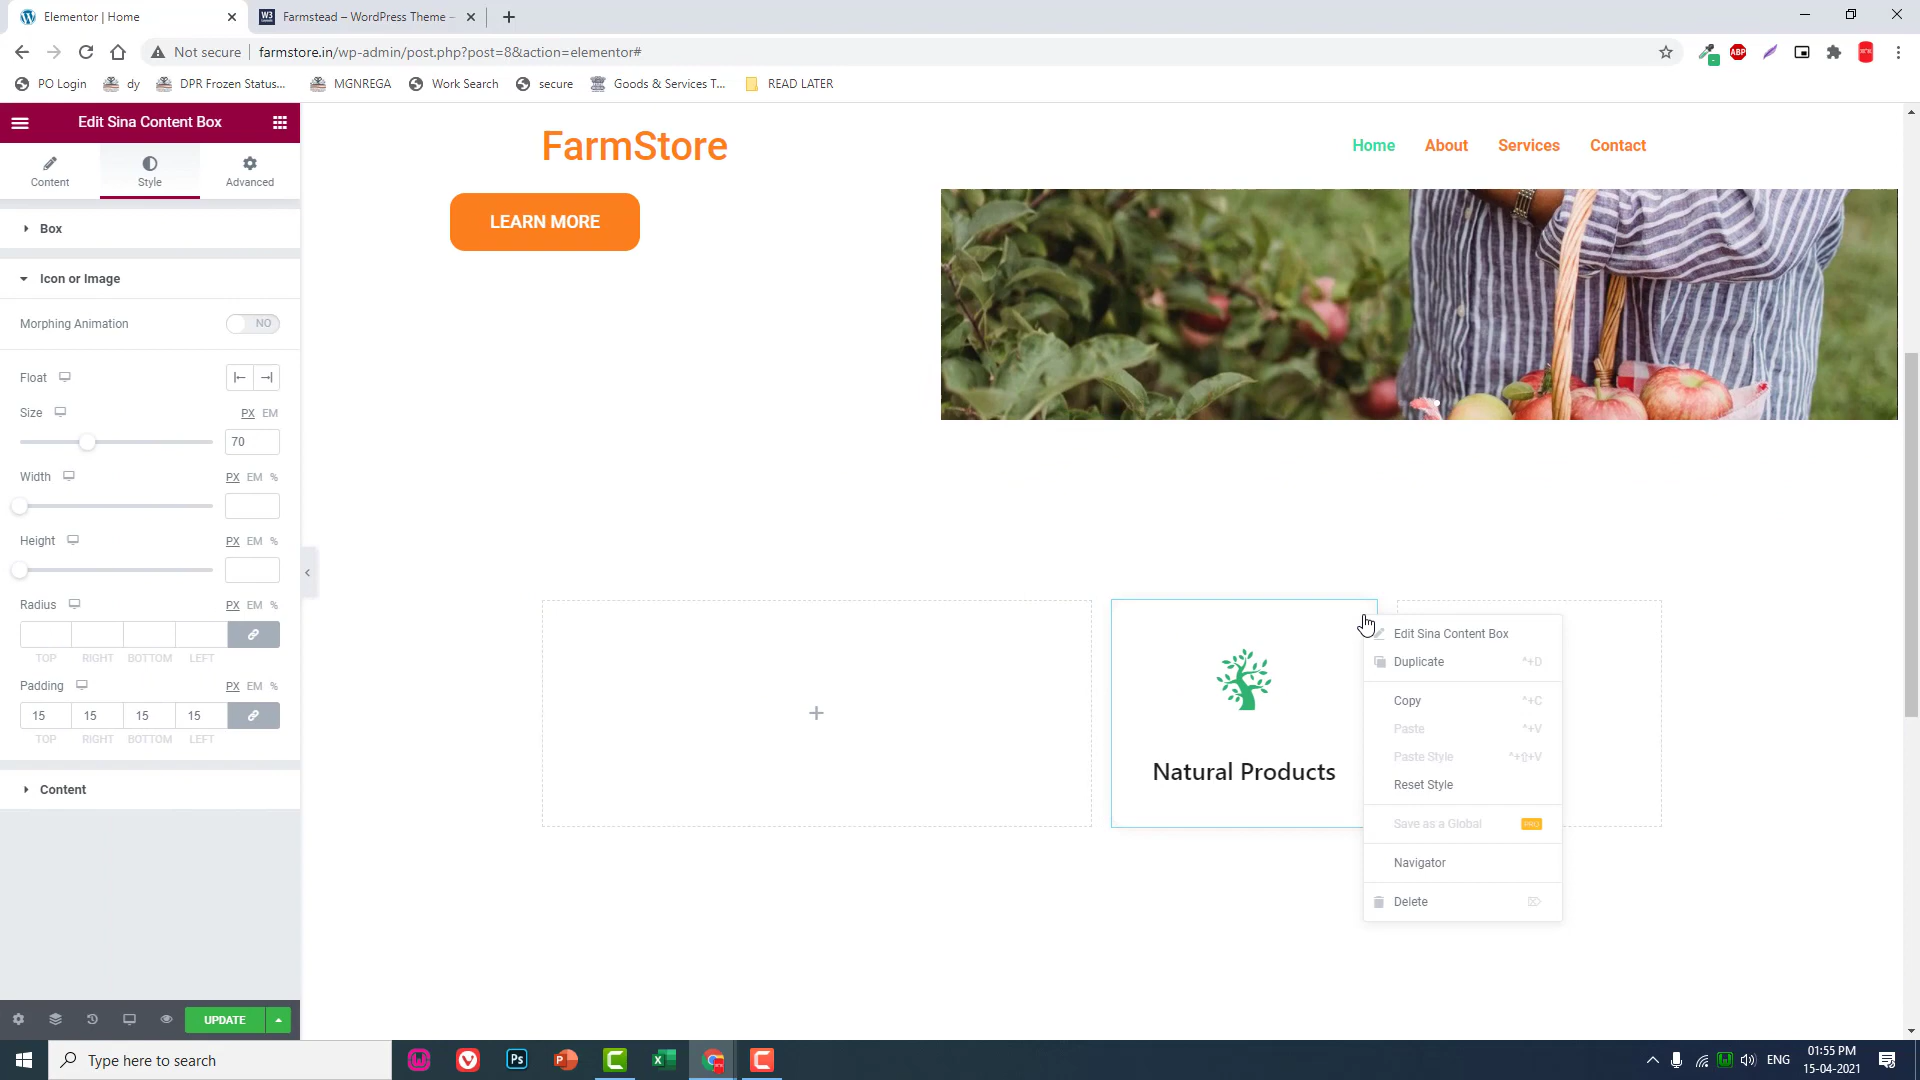 Elementor | Home
Farmstead – WordPress Theme –
Not secure
farmstore.in/wp-admin/post.php?post=8&action=elementor#
PO Login
dy
DPR Frozen Status...
MGNREGA
Work Search
secure
Goods & Services T...
READ LATER
Edit Sina Content Box
Content
Style
Advanced
Box
Icon or Image
Morphing Animation
NO
Float
Size
PX EM
70
Width
PX EM %
Height
PX EM %
Radius
PX EM %
TOP RIGHT BOTTOM LEFT
Padding
PX EM %
15 15 15 15
TOP RIGHT BOTTOM LEFT
Content
UPDATE
FarmStore
Home
About
Services
Contact
LEARN MORE
Natural Products
Edit Sina Content Box
Duplicate ^+D
Copy ^+C
Paste ^+V
Paste Style ^+⇧+V
Reset Style
Save as a Global PRO
Navigator
Delete ⌦
Type here to search
ENG
01:55 PM
15-04-2021